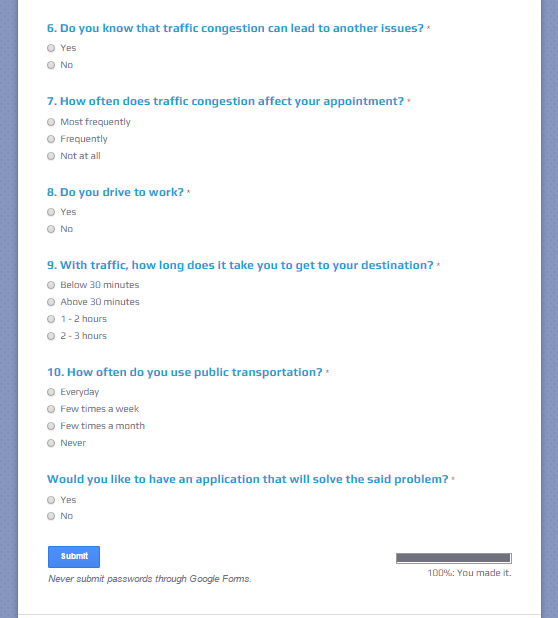 6. Do you know that traffic congestion can lead to another issues? *
Yes
No
7. How often does traffic congestion affect your appointment? *
Most frequently
Frequently
Not at all
8. Do you drive to work? *
Yes
No
9. With traffic, how long does it take you to get to your destination? *
Below 30 minutes
Above 30 minutes
1 - 2 hours
2 - 3 hours
10. How often do you use public transportation? *
Everyday
Few times a week
Few times a month
Never
Would you like to have an application that will solve the said problem? *
Yes
No
Submit
Never submit passwords through Google Forms.
100%: You made it.